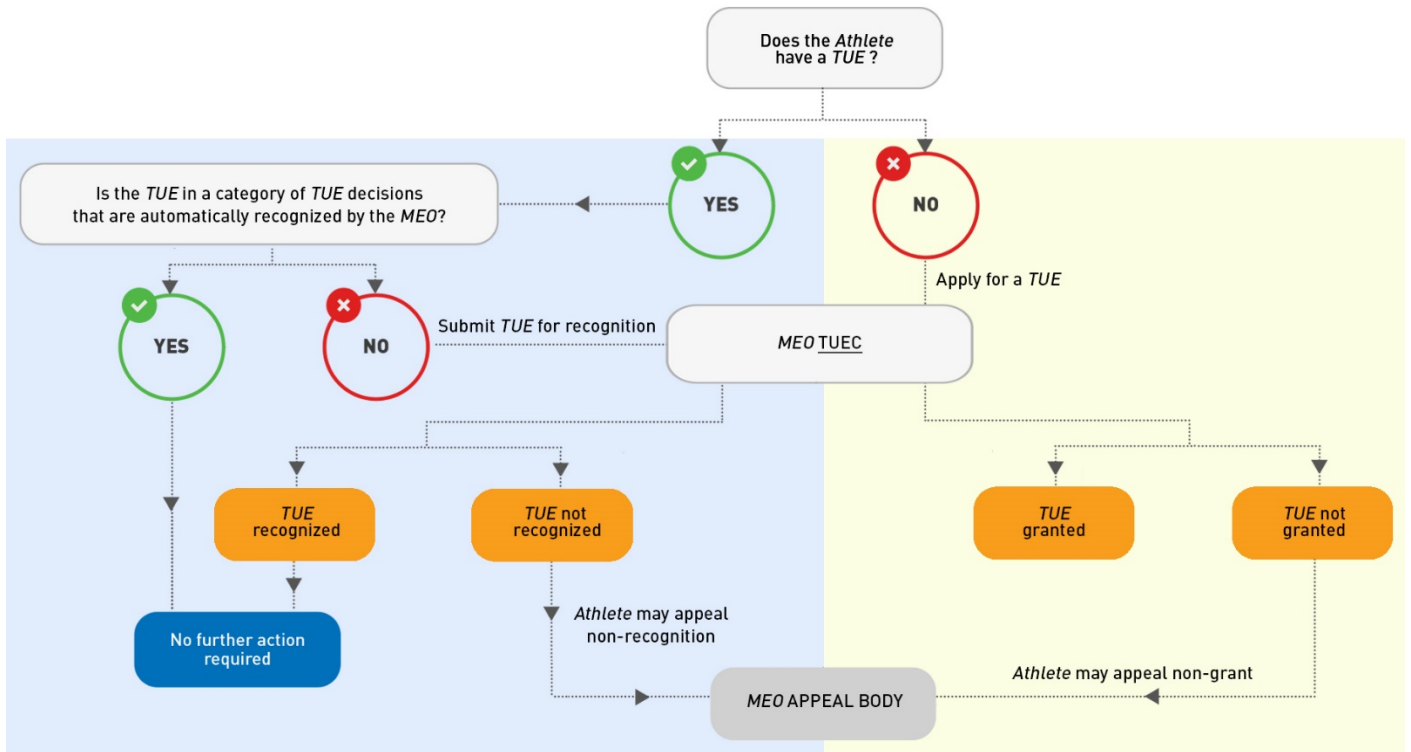 Does the Athlete
have a TUE ?
YES
NO
Is the TUE in a category of TUE decisions
that are automatically recognized by the MEO?
Apply for a TUE
YES
NO
Submit TUE for recognition
MEO TUEC
TUE
recognized
TUE not
recognized
TUE
granted
TUE not
granted
No further action
required
Athlete may appeal
non-recognition
Athlete may appeal non-grant
MEO APPEAL BODY